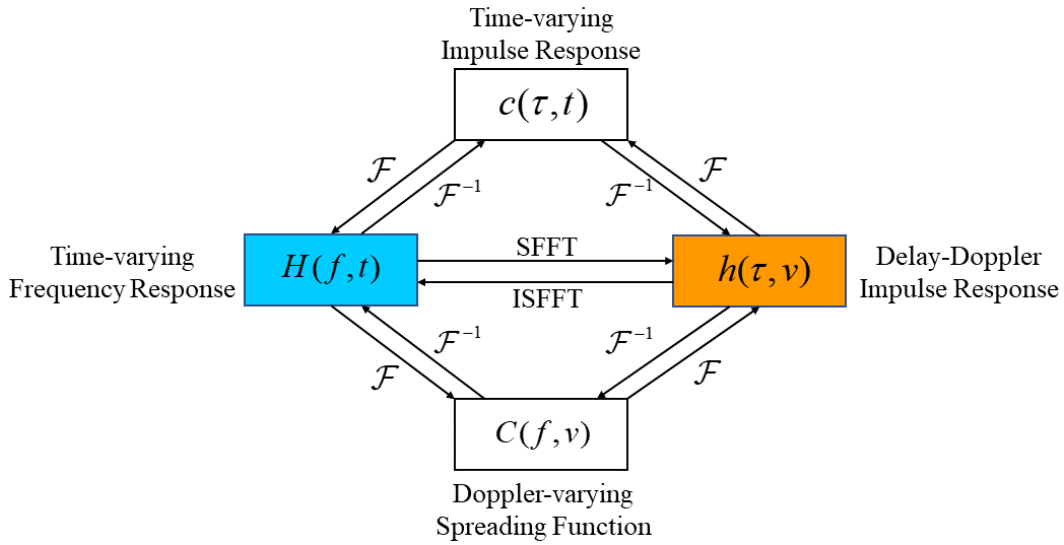 Time-varying
Impulse Response
c(τ,t)
ℱ
ℱ⁻¹
ℱ⁻¹
ℱ
Time-varying
Frequency Response
H(f,t)
SFFT
ISFFT
h(τ,v)
Delay-Doppler
Impulse Response
ℱ
ℱ⁻¹
ℱ⁻¹
ℱ
C(f,v)
Doppler-varying
Spreading Function